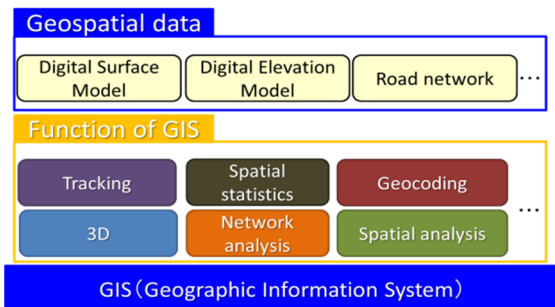 Geospatial data
Digital Surface
Model
Digital Elevation
Model
Road network
...
Function of GIS
Tracking
Spatial
statistics
Geocoding
...
3D
Network
analysis
Spatial analysis
GIS(Geographic Information System)